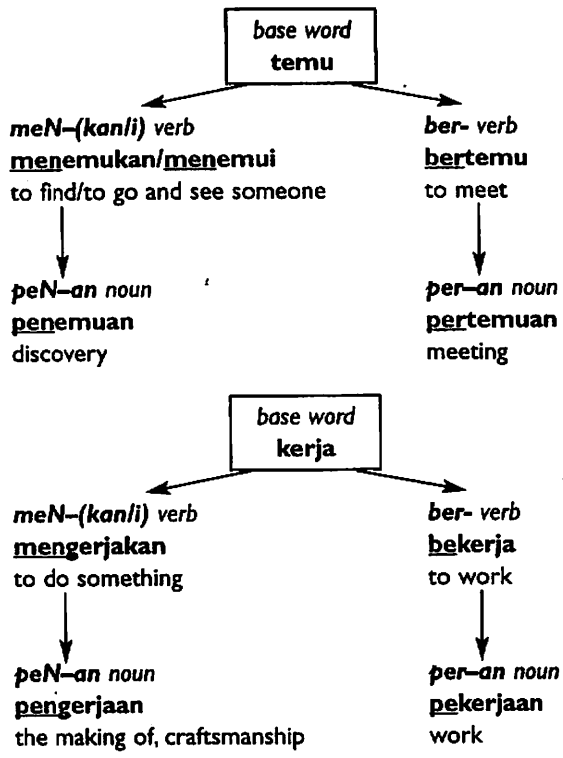 base word
temu
meN–(kan/i) verb
menemukan/menemui
to find/to go and see someone
ber- verb
bertemu
to meet
peN–an noun
penemuan
discovery
per–an noun
pertemuan
meeting
base word
kerja
meN–(kan/i) verb
mengerjakan
to do something
ber- verb
bekerja
to work
peN–an noun
pengerjaan
the making of, craftsmanship
per–an noun
pekerjaan
work